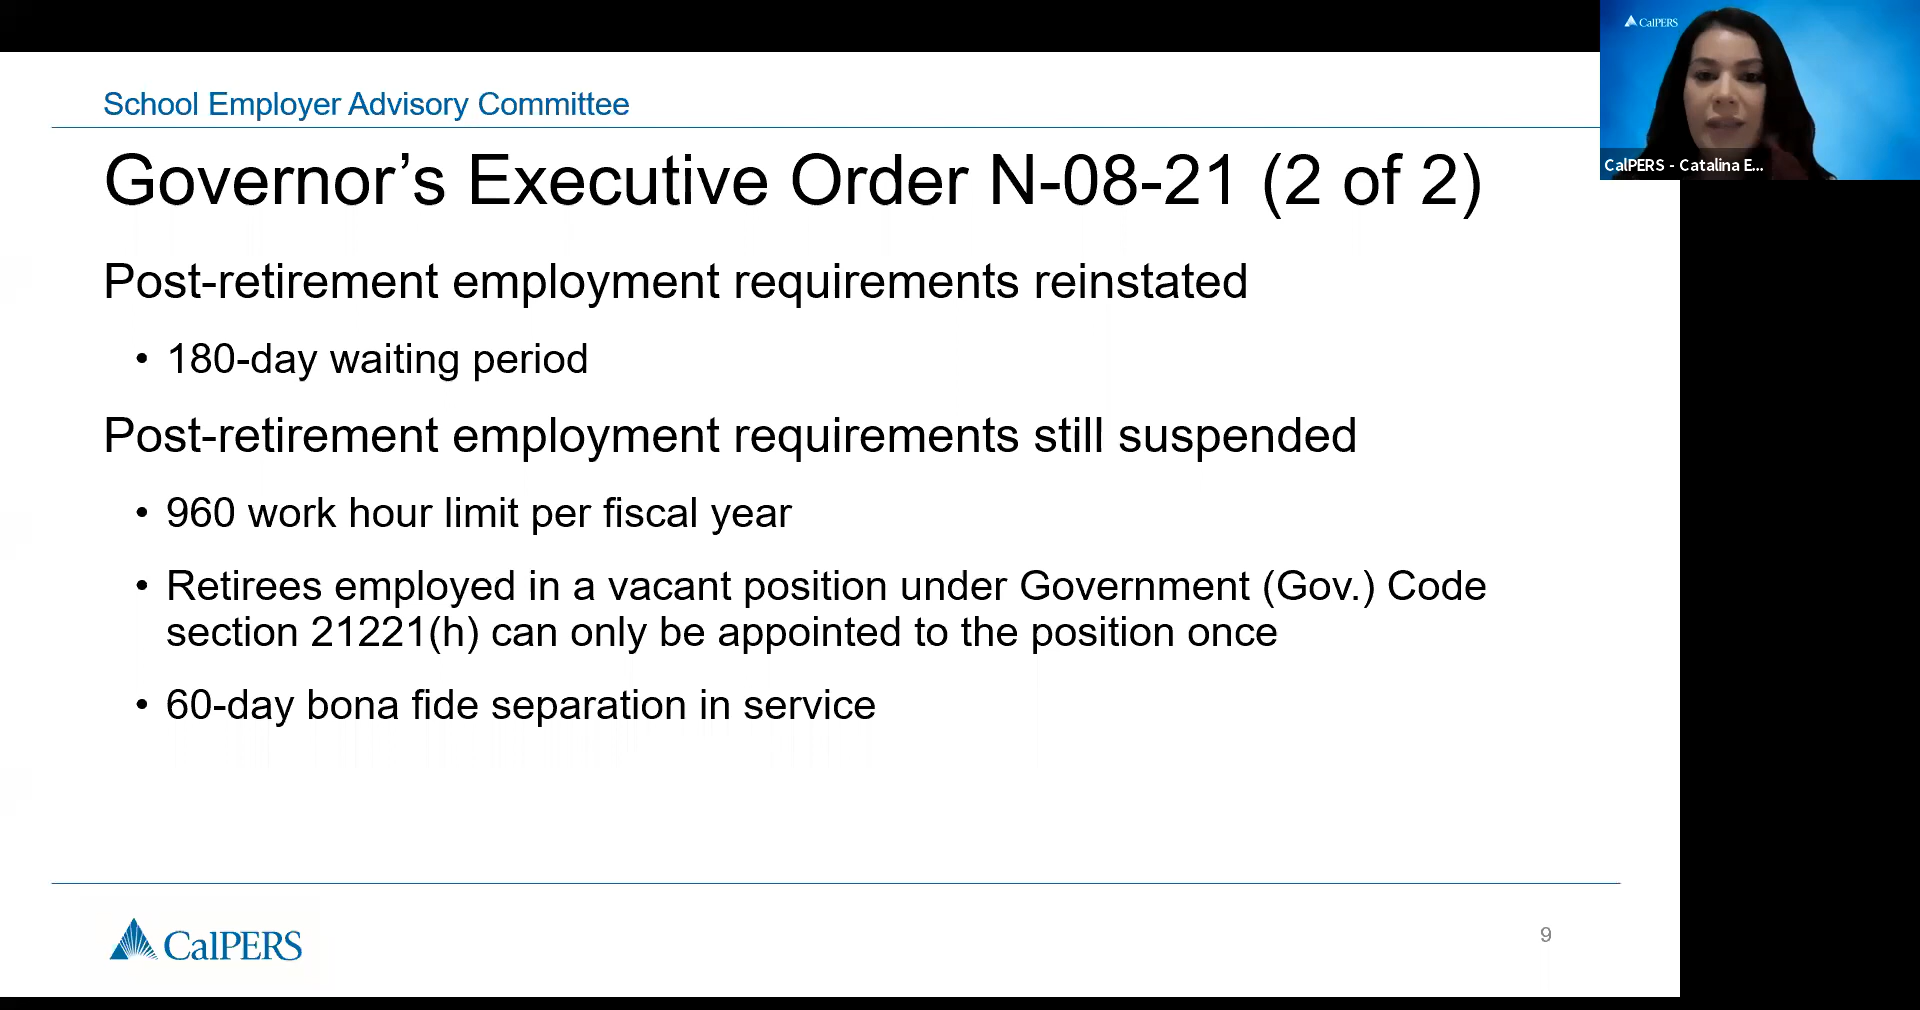 School Employer Advisory Committee
Governor’s Executive Order N-08-21 (2 of 2)
Post-retirement employment requirements reinstated
• 180-day waiting period
Post-retirement employment requirements still suspended
• 960 work hour limit per fiscal year
• Retirees employed in a vacant position under Government (Gov.) Code
section 21221(h) can only be appointed to the position once
• 60-day bona fide separation in service
CalPERS
9
CalPERS
CalPERS - Catalina E...